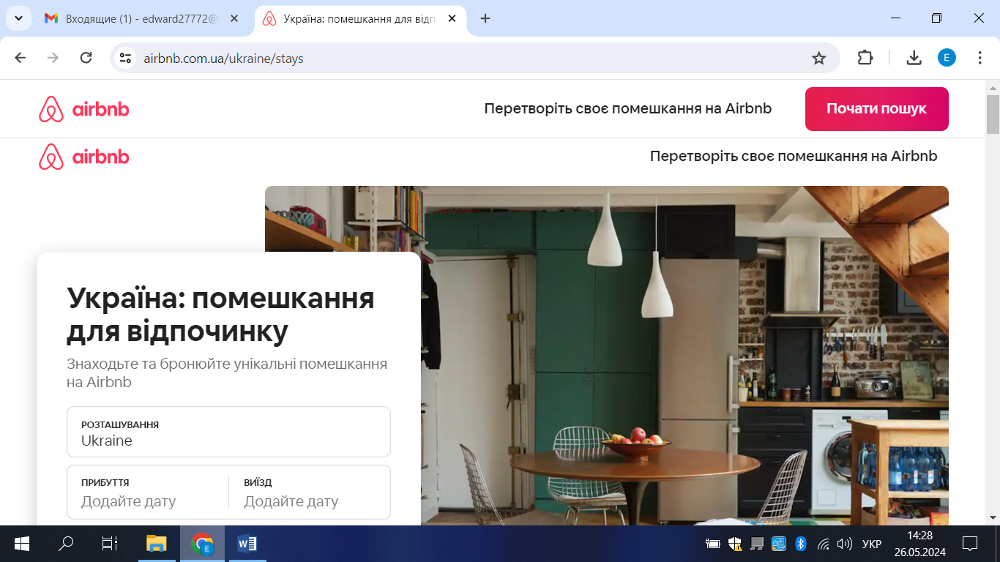 Входящие (1) - edward27772@
Україна: помешкання для відп
airbnb.com.ua/ukraine/stays
E
airbnb
Перетворіть своє помешкання на Airbnb
Почати пошук
airbnb
Перетворіть своє помешкання на Airbnb
Україна: помешкання
для відпочинку
Знаходьте та бронюйте унікальні помешкання
на Airbnb
РОЗТАШУВАННЯ
Ukraine
ПРИБУТТЯ
ВИЇЗД
Додайте дату
Додайте дату
E
УКР
14:28
26.05.2024